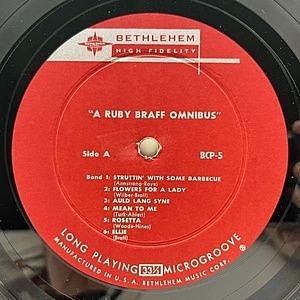 BETHLEHEM
HIGH FIDELITY
"A RUBY BRAFF OMNIBUS"
Side A
BCP-5
Band 1: STRUTTIN' WITH SOME BARBECUE
(Armstrong-Raye)
2: FLOWERS FOR A LADY
(Wilber-Braff)
3: AULD LANG SYNE
4: MEAN TO ME
(Turk-Ahlert)
5: ROSETTA
(Woode-Hines)
6: ELLIE
(Braff)
LONG PLAYING 33⅓ MICROGROOVE
MANUFACTURED IN U.S.A. BETHLEHEM MUSIC CORP.